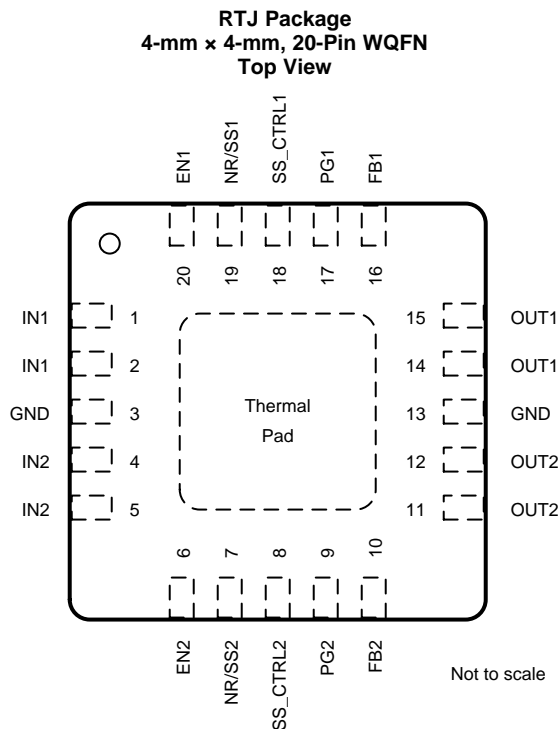 RTJ Package
4-mm × 4-mm, 20-Pin WQFN
Top View
EN1
NR/SS1
SS_CTRL1
PG1
FB1
20
19
18
17
16
IN1
1
15
OUT1
IN1
2
14
OUT1
GND
3
13
GND
IN2
4
12
OUT2
IN2
5
11
OUT2
Thermal
Pad
6
7
8
9
10
EN2
NR/SS2
SS_CTRL2
PG2
FB2
Not to scale